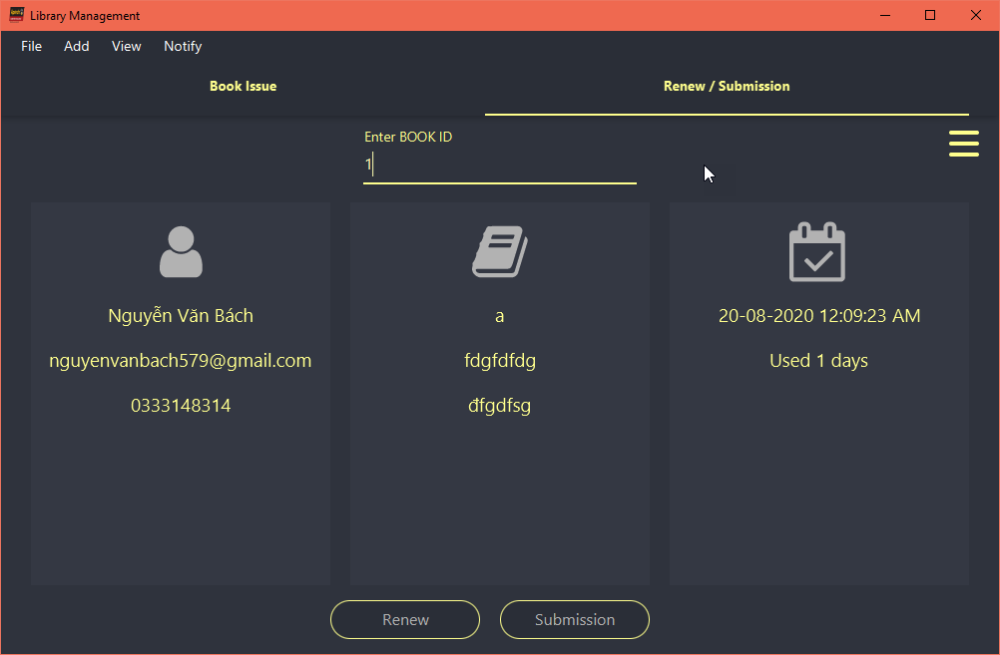 Library Management
File Add View Notify
Book Issue Renew / Submission
Enter BOOK ID
1
Nguyễn Văn Bách
nguyenvanbach579@gmail.com
0333148314
a
fdgfdfdg
đfgdfsg
20-08-2020 12:09:23 AM
Used 1 days
Renew Submission